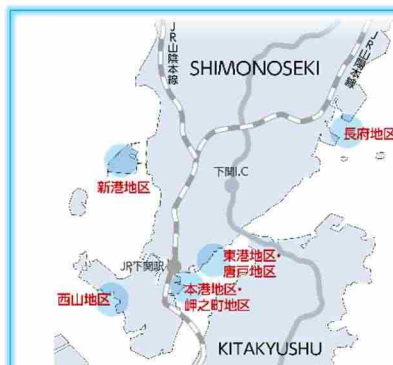 JR山陰本線
JR山陽本線
SHIMONOSEKI
長府地区
下関I.C
新港地区
東港地区・
唐戸地区
JR下関駅
本港地区・
岬之町地区
西山地区
KITAKYUSHU